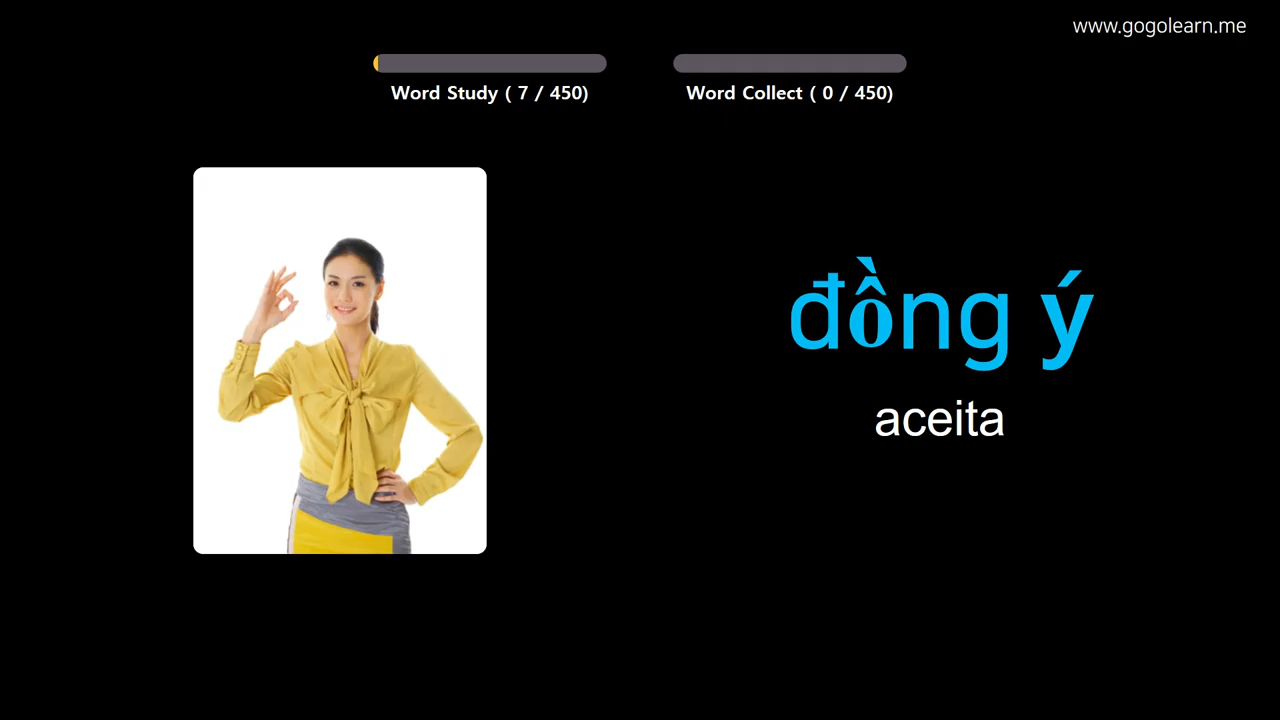 www.gogolearn.me
Word Study ( 7 / 450)
Word Collect ( 0 / 450)
đồng ý
aceita